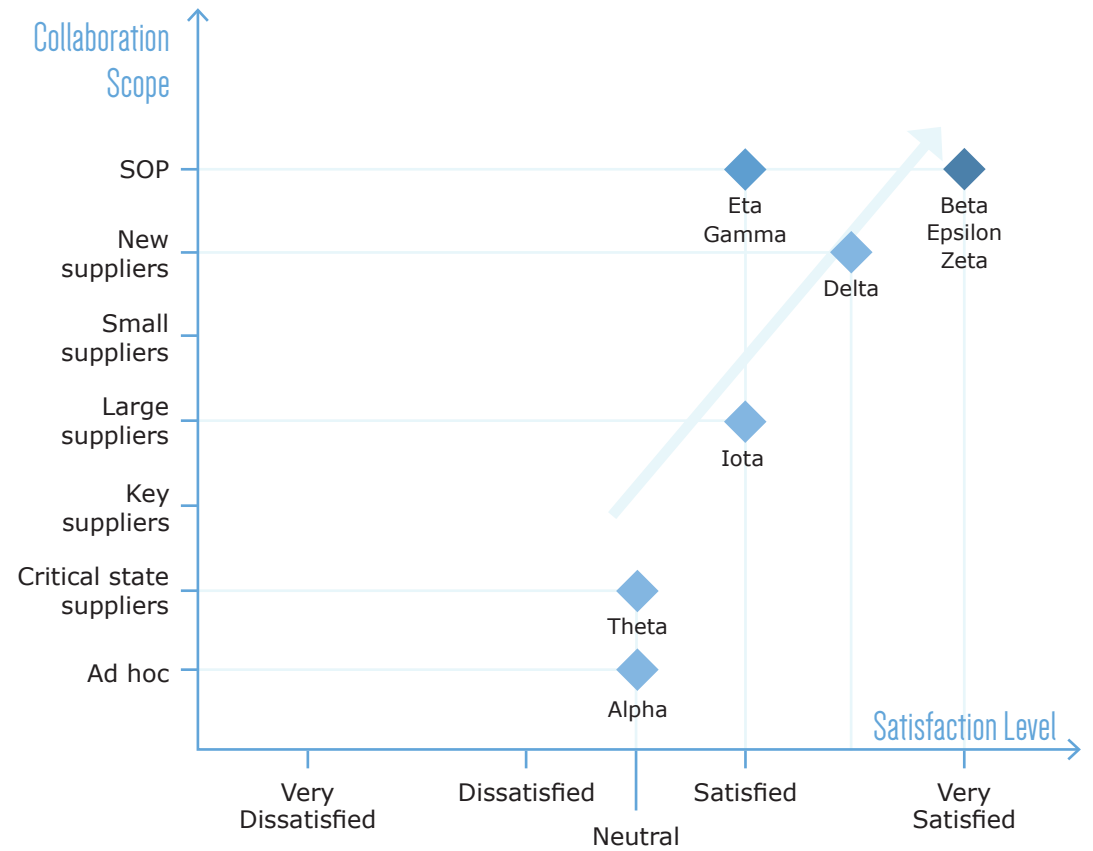 Collaboration
Scope
SOP
New
suppliers
Small
suppliers
Large
suppliers
Key
suppliers
Critical state
suppliers
Ad hoc
Eta
Gamma
Beta
Epsilon
Zeta
Delta
Iota
Theta
Alpha
Satisfaction Level
Very
Dissatisfied
Dissatisfied
Neutral
Satisfied
Very
Satisfied